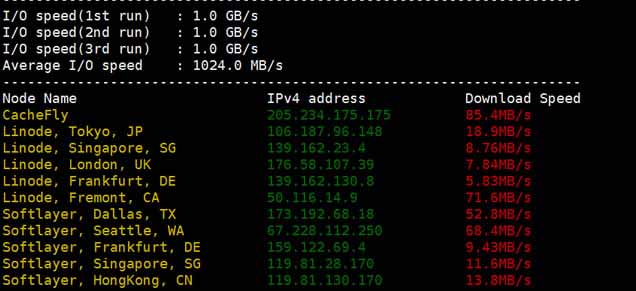 I/O speed(1st run) : 1.0 GB/s
I/O speed(2nd run) : 1.0 GB/s
I/O speed(3rd run) : 1.0 GB/s
Average I/O speed : 1024.0 MB/s
----------------------------------------------------------------------
Node Name IPv4 address Download Speed
CacheFly 205.234.175.175 85.4MB/s
Linode, Tokyo, JP 106.187.96.148 18.9MB/s
Linode, Singapore, SG 139.162.23.4 8.76MB/s
Linode, London, UK 176.58.107.39 7.84MB/s
Linode, Frankfurt, DE 139.162.130.8 5.83MB/s
Linode, Fremont, CA 50.116.14.9 71.6MB/s
Softlayer, Dallas, TX 173.192.68.18 52.8MB/s
Softlayer, Seattle, WA 67.228.112.250 68.4MB/s
Softlayer, Frankfurt, DE 159.122.69.4 9.43MB/s
Softlayer, Singapore, SG 119.81.28.170 11.6MB/s
Softlayer, HongKong, CN 119.81.130.170 13.8MB/s